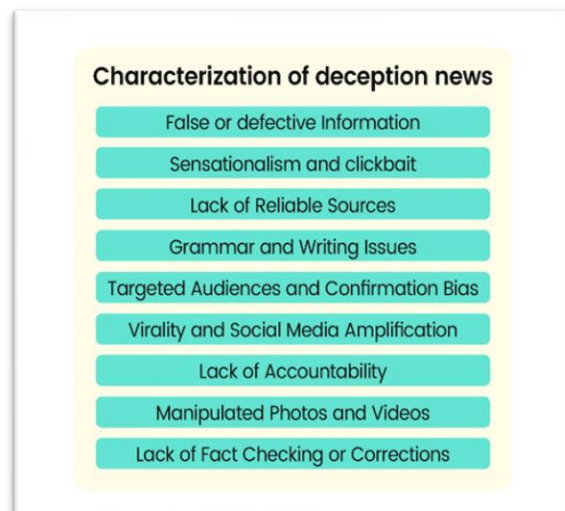 Characterization of deception news
False or defective Information
Sensationalism and clickbait
Lack of Reliable Sources
Grammar and Writing Issues
Targeted Audiences and Confirmation Bias
Virality and Social Media Amplification
Lack of Accountability
Manipulated Photos and Videos
Lack of Fact Checking or Corrections